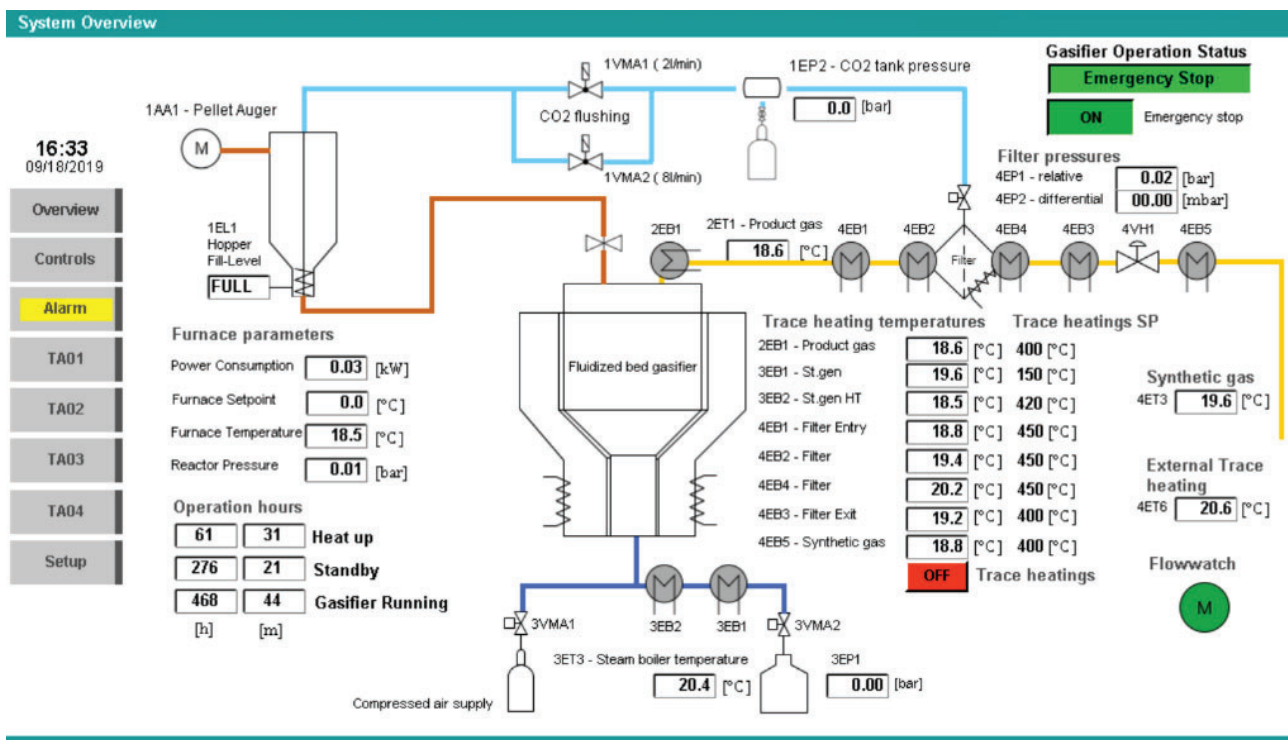 System Overview
16:33
09/18/2019
Overview
Controls
Alarm
TA01
TA02
TA03
TA04
Setup
1AA1 - Pellet Auger
M
1EL1
Hopper
Fill-Level
FULL
1VMA1 ( 2l/min)
CO2 flushing
1VMA2 ( 8l/min)
1EP2 - CO2 tank pressure
0.0 [bar]
Gasifier Operation Status
Emergency Stop
ON Emergency stop
Filter pressures
4EP1 - relative 0.02 [bar]
4EP2 - differential 00.00 [mbar]
2EB1
2ET1 - Product gas
18.6 [°C]
4EB1
M
4EB2
M
Filter
4EB4
M
4EB3
M
4VH1
4EB5
M
Fluidized bed gasifier
Furnace parameters
Power Consumption 0.03 [kW]
Furnace Setpoint 0.0 [°C]
Furnace Temperature 18.5 [°C]
Reactor Pressure 0.01 [bar]
Operation hours
61 31 Heat up
276 21 Standby
468 44 Gasifier Running
[h] [m]
Trace heating temperatures Trace heatings SP
2EB1 - Product gas 18.6 [°C] 400 [°C]
3EB1 - St.gen 19.6 [°C] 150 [°C]
3EB2 - St.gen HT 18.5 [°C] 420 [°C]
4EB1 - Filter Entry 18.8 [°C] 450 [°C]
4EB2 - Filter 19.4 [°C] 450 [°C]
4EB4 - Filter 20.2 [°C] 450 [°C]
4EB3 - Filter Exit 19.2 [°C] 400 [°C]
4EB5 - Synthetic gas 18.8 [°C] 400 [°C]
OFF Trace heatings
Synthetic gas
4ET3 19.6 [°C]
External Trace
heating
4ET6 20.6 [°C]
Flowwatch
M
M M
3VMA1 3EB2 3EB1 3VMA2
3ET3 - Steam boiler temperature
20.4 [°C]
3EP1
0.00 [bar]
Compressed air supply